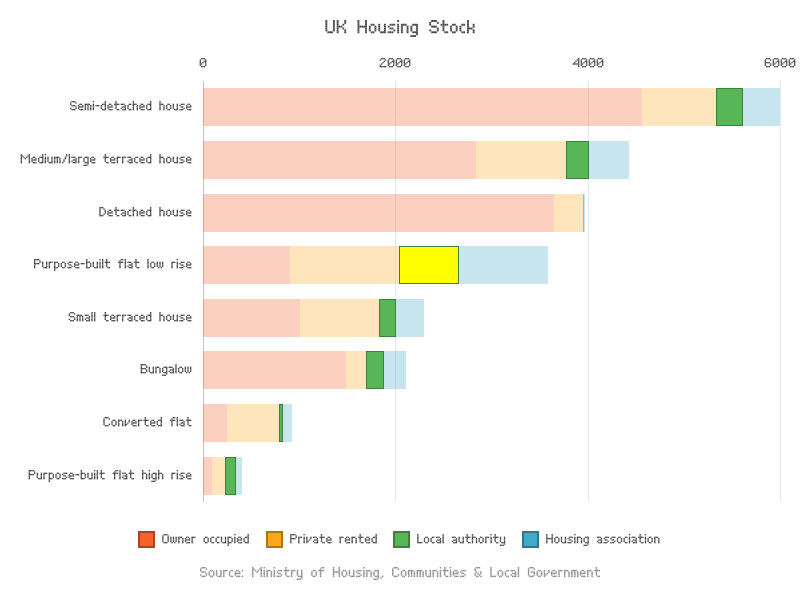 UK Housing Stock
0 2000 4000 6000
Semi-detached house
Medium/large terraced house
Detached house
Purpose-built flat low rise
Small terraced house
Bungalow
Converted flat
Purpose-built flat high rise
Owner occupied Private rented Local authority Housing association
Source: Ministry of Housing, Communities & Local Government